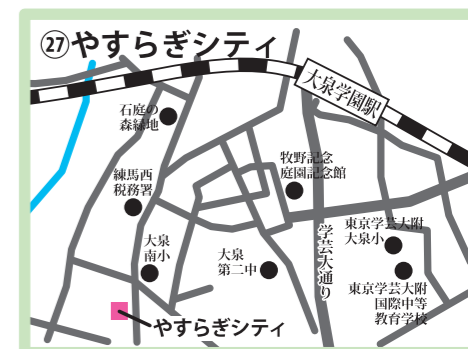 ㉗やすらぎシティ
大泉学園駅
石庭の
森緑地
牧野記念
庭園記念館
練馬西
税務署
学芸大通り
東京学芸大附
大泉小
大泉
南小
大泉
第二中
東京学芸大附
国際中等
教育学校
やすらぎシティ